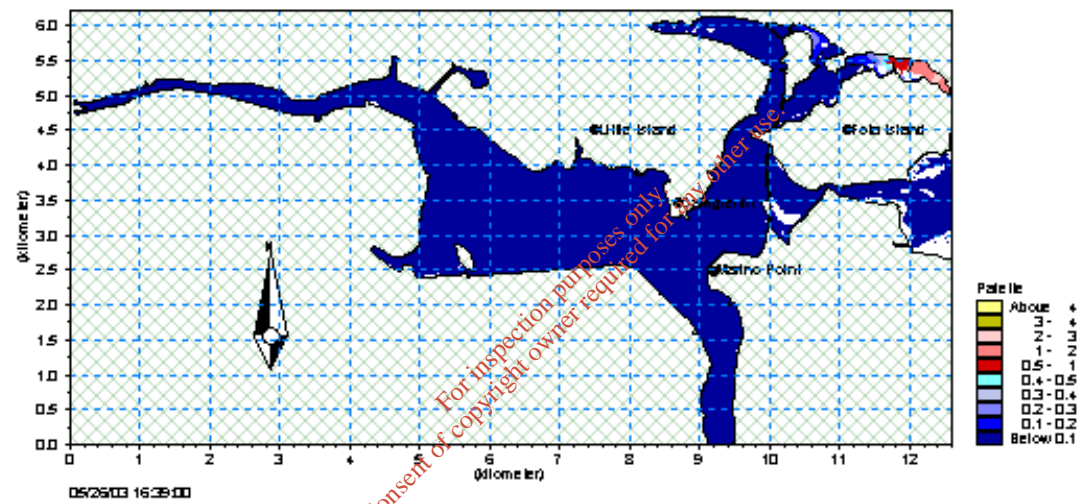 (kilometer)
6.0
5.5
5.0
4.5
4.0
3.5
3.0
2.5
2.0
1.5
1.0
0.5
0.0
Little Island
Fota Island
Marino Point
N
0 1 2 3 4 5 6 7 8 9 10 11 12
(kilometer)
05/26/03 16:39:00
Palette
Above 4
3 - 4
2 - 3
1 - 2
0.5 - 1
0.4 - 0.5
0.3 - 0.4
0.2 - 0.3
0.1 - 0.2
Below 0.1
For inspection purposes only.
Consent of copyright owner required for any other use.